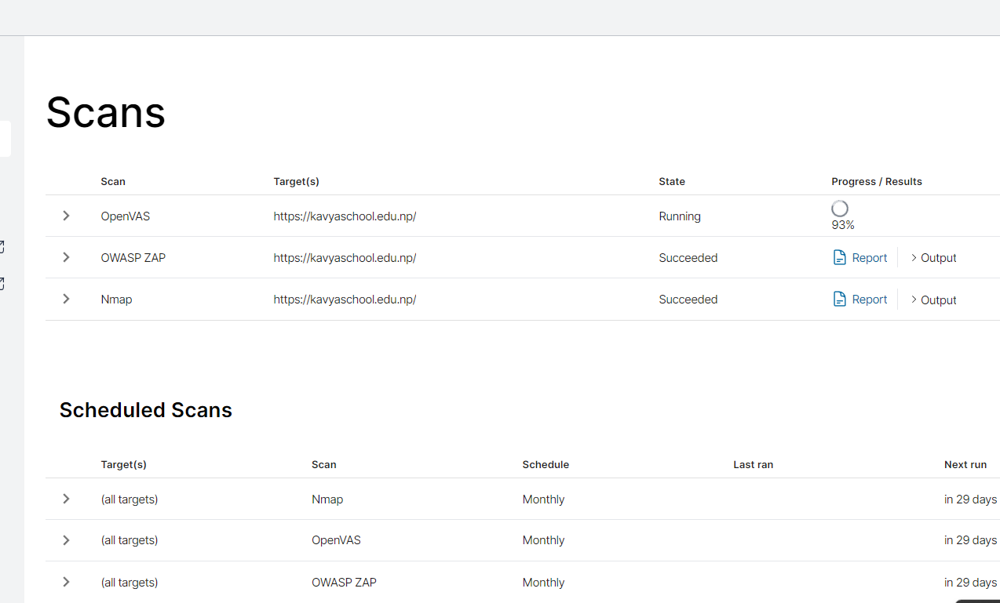 Scans
Scan Target(s) State Progress / Results
OpenVAS https://kavyaschool.edu.np/ Running 93%
OWASP ZAP https://kavyaschool.edu.np/ Succeeded Report Output
Nmap https://kavyaschool.edu.np/ Succeeded Report Output
Scheduled Scans
Target(s) Scan Schedule Last ran Next run
(all targets) Nmap Monthly in 29 days
(all targets) OpenVAS Monthly in 29 days
(all targets) OWASP ZAP Monthly in 29 days